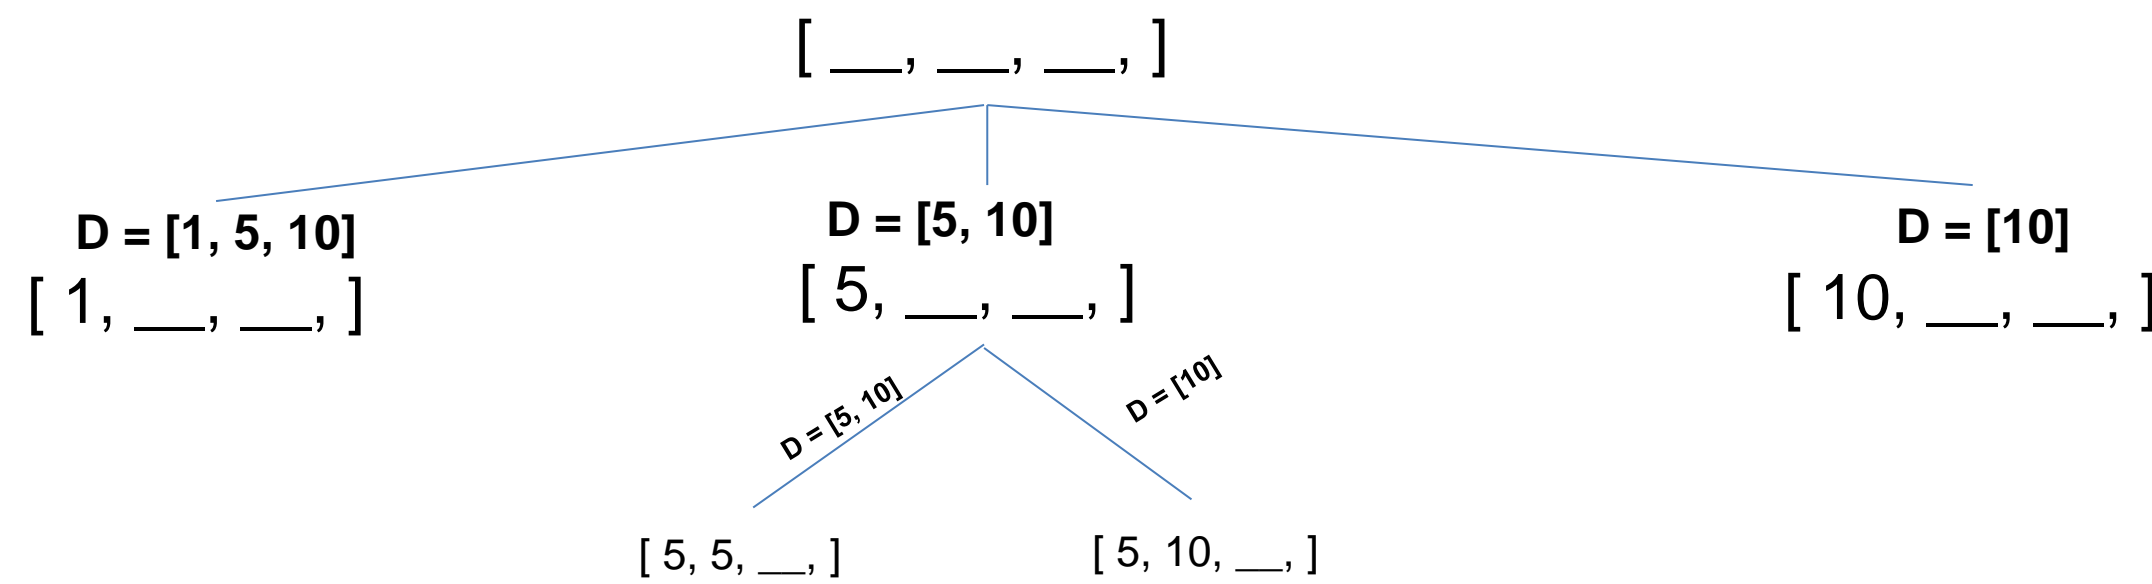 [ __, __, __, ]
D = [1, 5, 10]
[ 1, __, __, ]
D = [5, 10]
[ 5, __, __, ]
D = [10]
[ 10, __, __, ]
D = [5, 10]
D = [10]
[ 5, 5, __, ]
[ 5, 10, __, ]